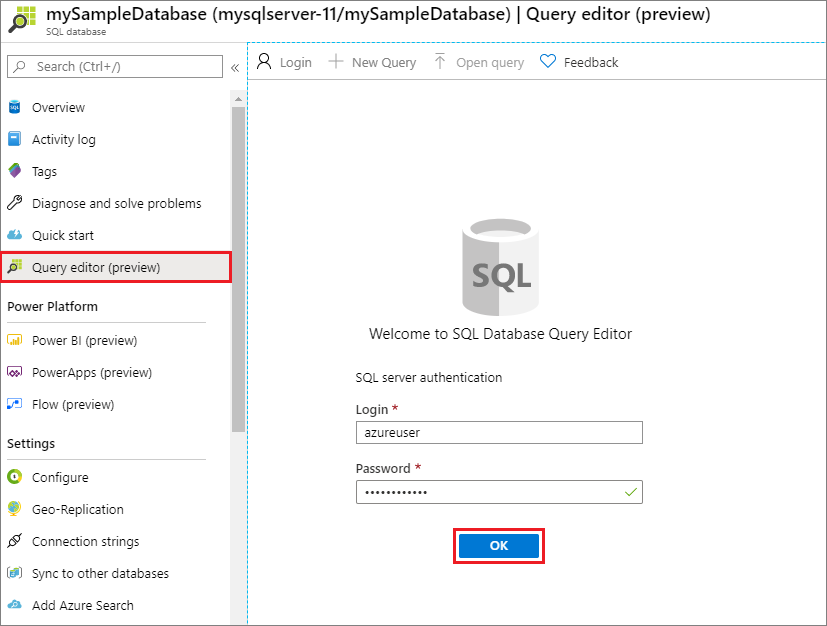 mySampleDatabase (mysqlserver-11/mySampleDatabase) | Query editor (preview)
SQL database
Search (Ctrl+/)
«
Login
New Query
Open query
Feedback
SQL
Overview
Activity log
Tags
Diagnose and solve problems
Quick start
Query editor (preview)
Power Platform
Power BI (preview)
PowerApps (preview)
Flow (preview)
Settings
Configure
Geo-Replication
Connection strings
Sync to other databases
Add Azure Search
SQL
Welcome to SQL Database Query Editor
SQL server authentication
Login *
azureuser
Password *
••••••••••••
OK